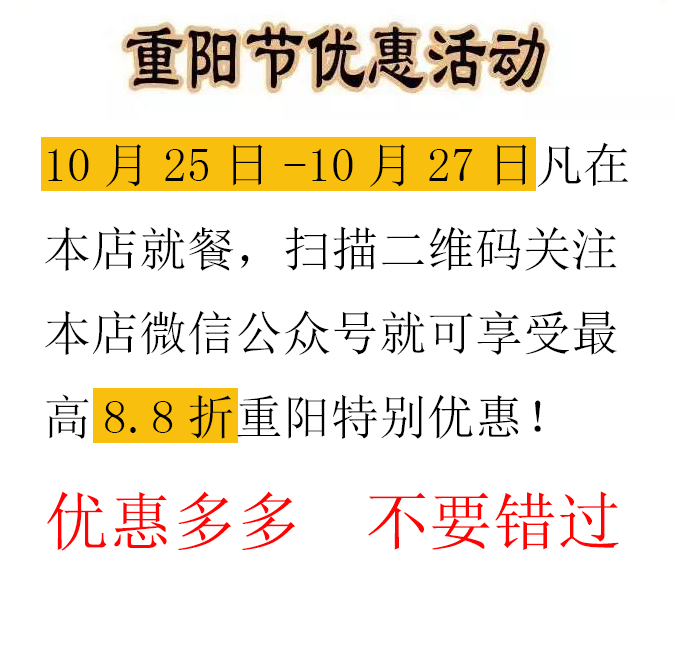 重阳节优惠活动
10月25日-10月27日凡在
本店就餐，扫描二维码关注
本店微信公众号就可享受最
高8.8折重阳特别优惠！
优惠多多　不要错过